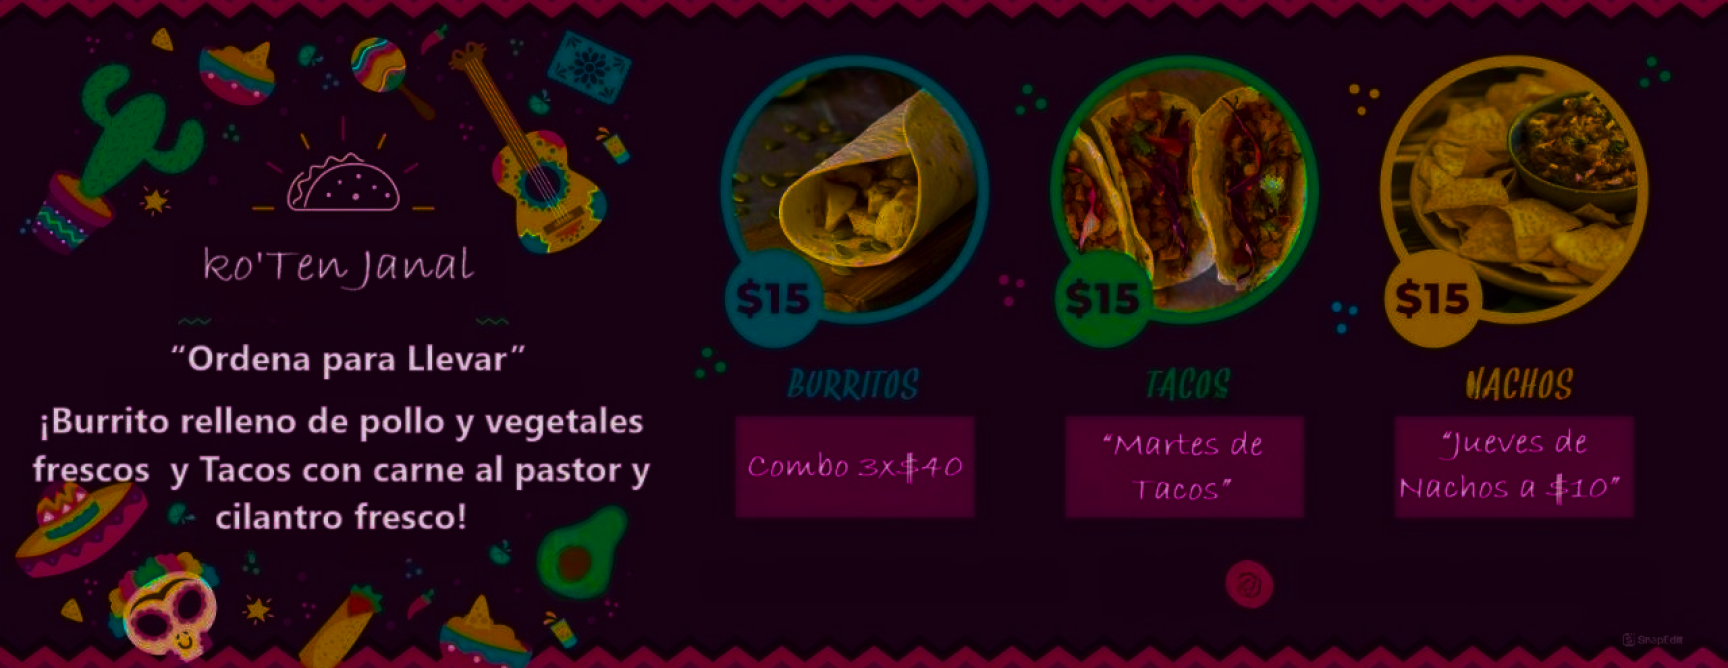 ko'Ten Janal
“Ordena para Llevar”
¡Burrito relleno de pollo y vegetales
frescos y Tacos con carne al pastor y
cilantro fresco!
$15
$15
$15
BURRITOS
TACOS
NACHOS
Combo 3x$40
“Martes de
Tacos”
“Jueves de
Nachos a $10”
SnapEdit